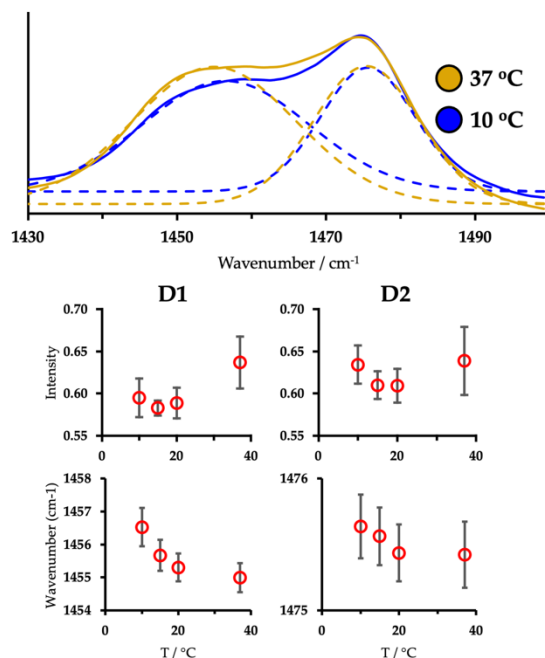 37 °C
10 °C
1430 1450 1470 1490
Wavenumber / cm-1
D1 D2
Intensity
0.70
0.65
0.60
0.55
0 20 40
0.70
0.65
0.60
0.55
0 20 40
Wavenumber (cm-1)
1458
1457
1456
1455
1454
0 20 40
T / °C
1476
1475
0 20 40
T / °C